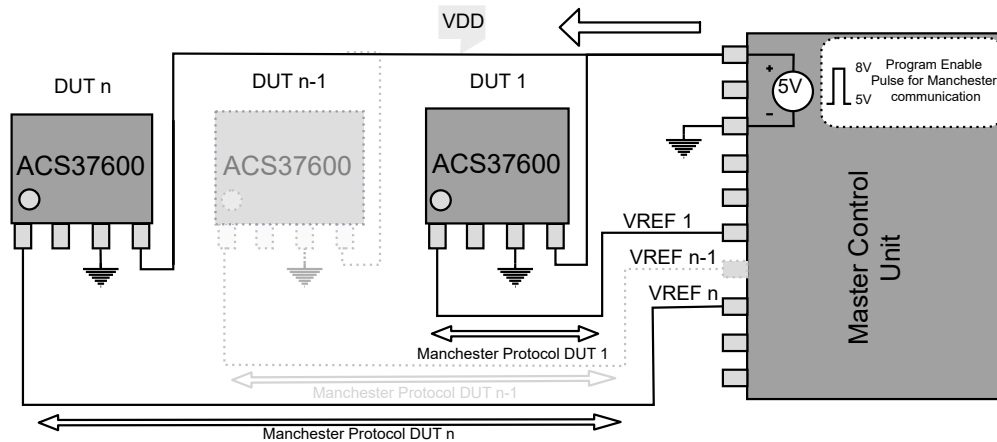 VDD
DUT n
DUT n-1
DUT 1
ACS37600
ACS37600
ACS37600
+
5V
-
8V
5V
Program Enable
Pulse for Manchester
communication
VREF 1
VREF n-1
VREF n
Master Control
Unit
Manchester Protocol DUT 1
Manchester Protocol DUT n-1
Manchester Protocol DUT n